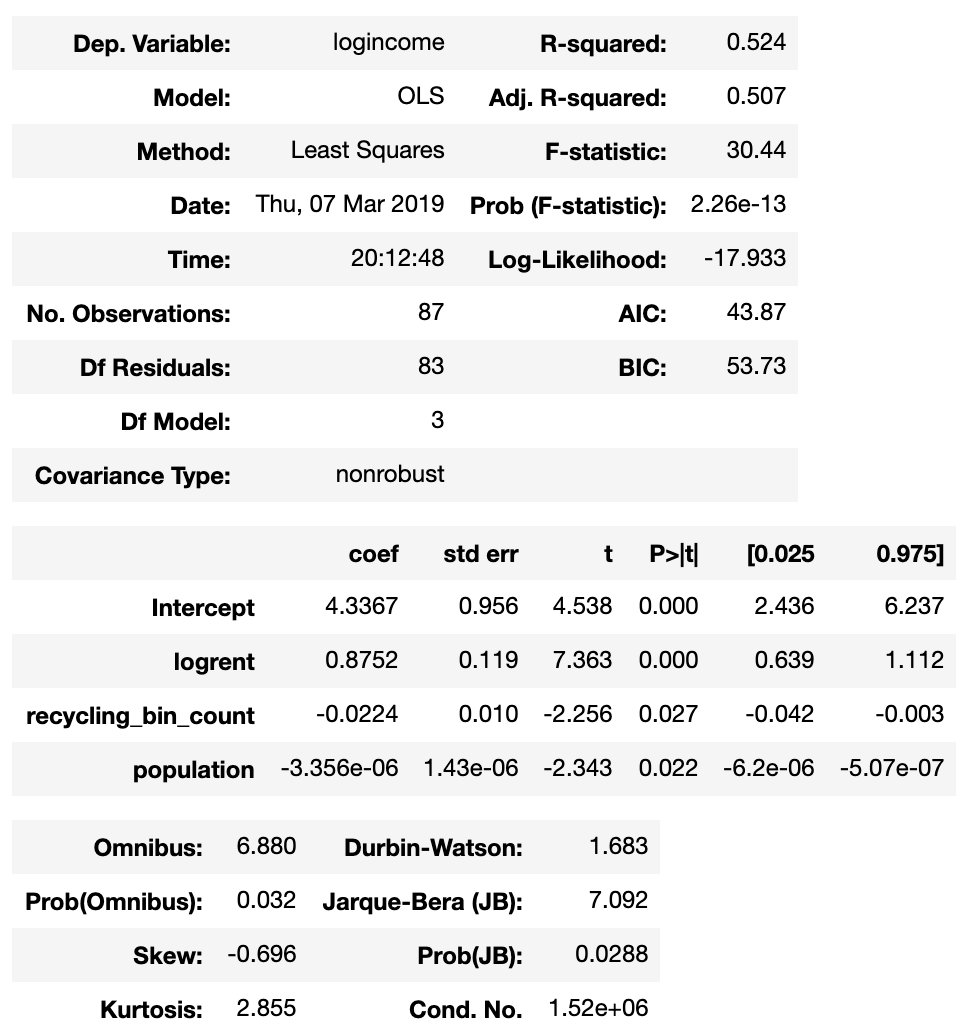 Dep. Variable: logincome R-squared: 0.524
Model: OLS Adj. R-squared: 0.507
Method: Least Squares F-statistic: 30.44
Date: Thu, 07 Mar 2019 Prob (F-statistic): 2.26e-13
Time: 20:12:48 Log-Likelihood: -17.933
No. Observations: 87 AIC: 43.87
Df Residuals: 83 BIC: 53.73
Df Model: 3
Covariance Type: nonrobust
coef std err t P>|t| [0.025 0.975]
Intercept 4.3367 0.956 4.538 0.000 2.436 6.237
logrent 0.8752 0.119 7.363 0.000 0.639 1.112
recycling_bin_count -0.0224 0.010 -2.256 0.027 -0.042 -0.003
population -3.356e-06 1.43e-06 -2.343 0.022 -6.2e-06 -5.07e-07
Omnibus: 6.880 Durbin-Watson: 1.683
Prob(Omnibus): 0.032 Jarque-Bera (JB): 7.092
Skew: -0.696 Prob(JB): 0.0288
Kurtosis: 2.855 Cond. No. 1.52e+06